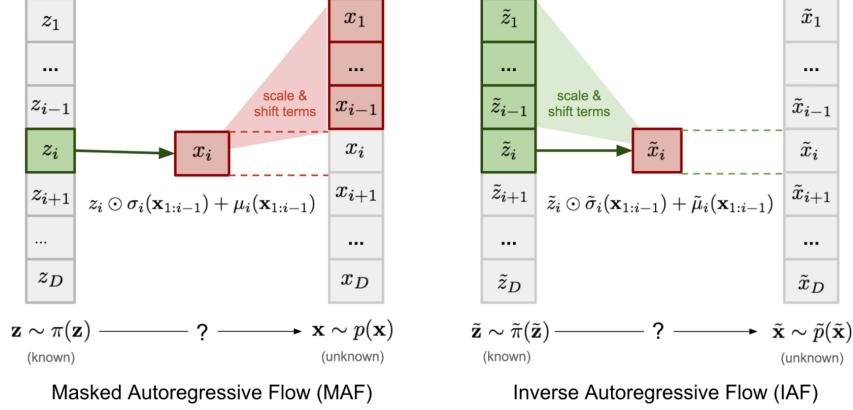 z_1
...
z_{i-1}
z_i
z_{i+1}
...
z_D
x_i
scale &
shift terms
z_i ⊙ σ_i(𝐱_{1:i-1}) + μ_i(𝐱_{1:i-1})
x_1
...
x_{i-1}
x_i
x_{i+1}
...
x_D
𝐳 ∼ π(𝐳)
(known)
?
𝐱 ∼ p(𝐱)
(unknown)
Masked Autoregressive Flow (MAF)
z̃_1
...
z̃_{i-1}
z̃_i
z̃_{i+1}
...
z̃_D
scale &
shift terms
x̃_i
z̃_i ⊙ σ̃_i(𝐱_{1:i-1}) + μ̃_i(𝐱_{1:i-1})
x̃_1
...
x̃_{i-1}
x̃_i
x̃_{i+1}
...
x̃_D
𝐳̃ ∼ π̃(𝐳̃)
(known)
?
𝐱̃ ∼ p̃(𝐱̃)
(unknown)
Inverse Autoregressive Flow (IAF)